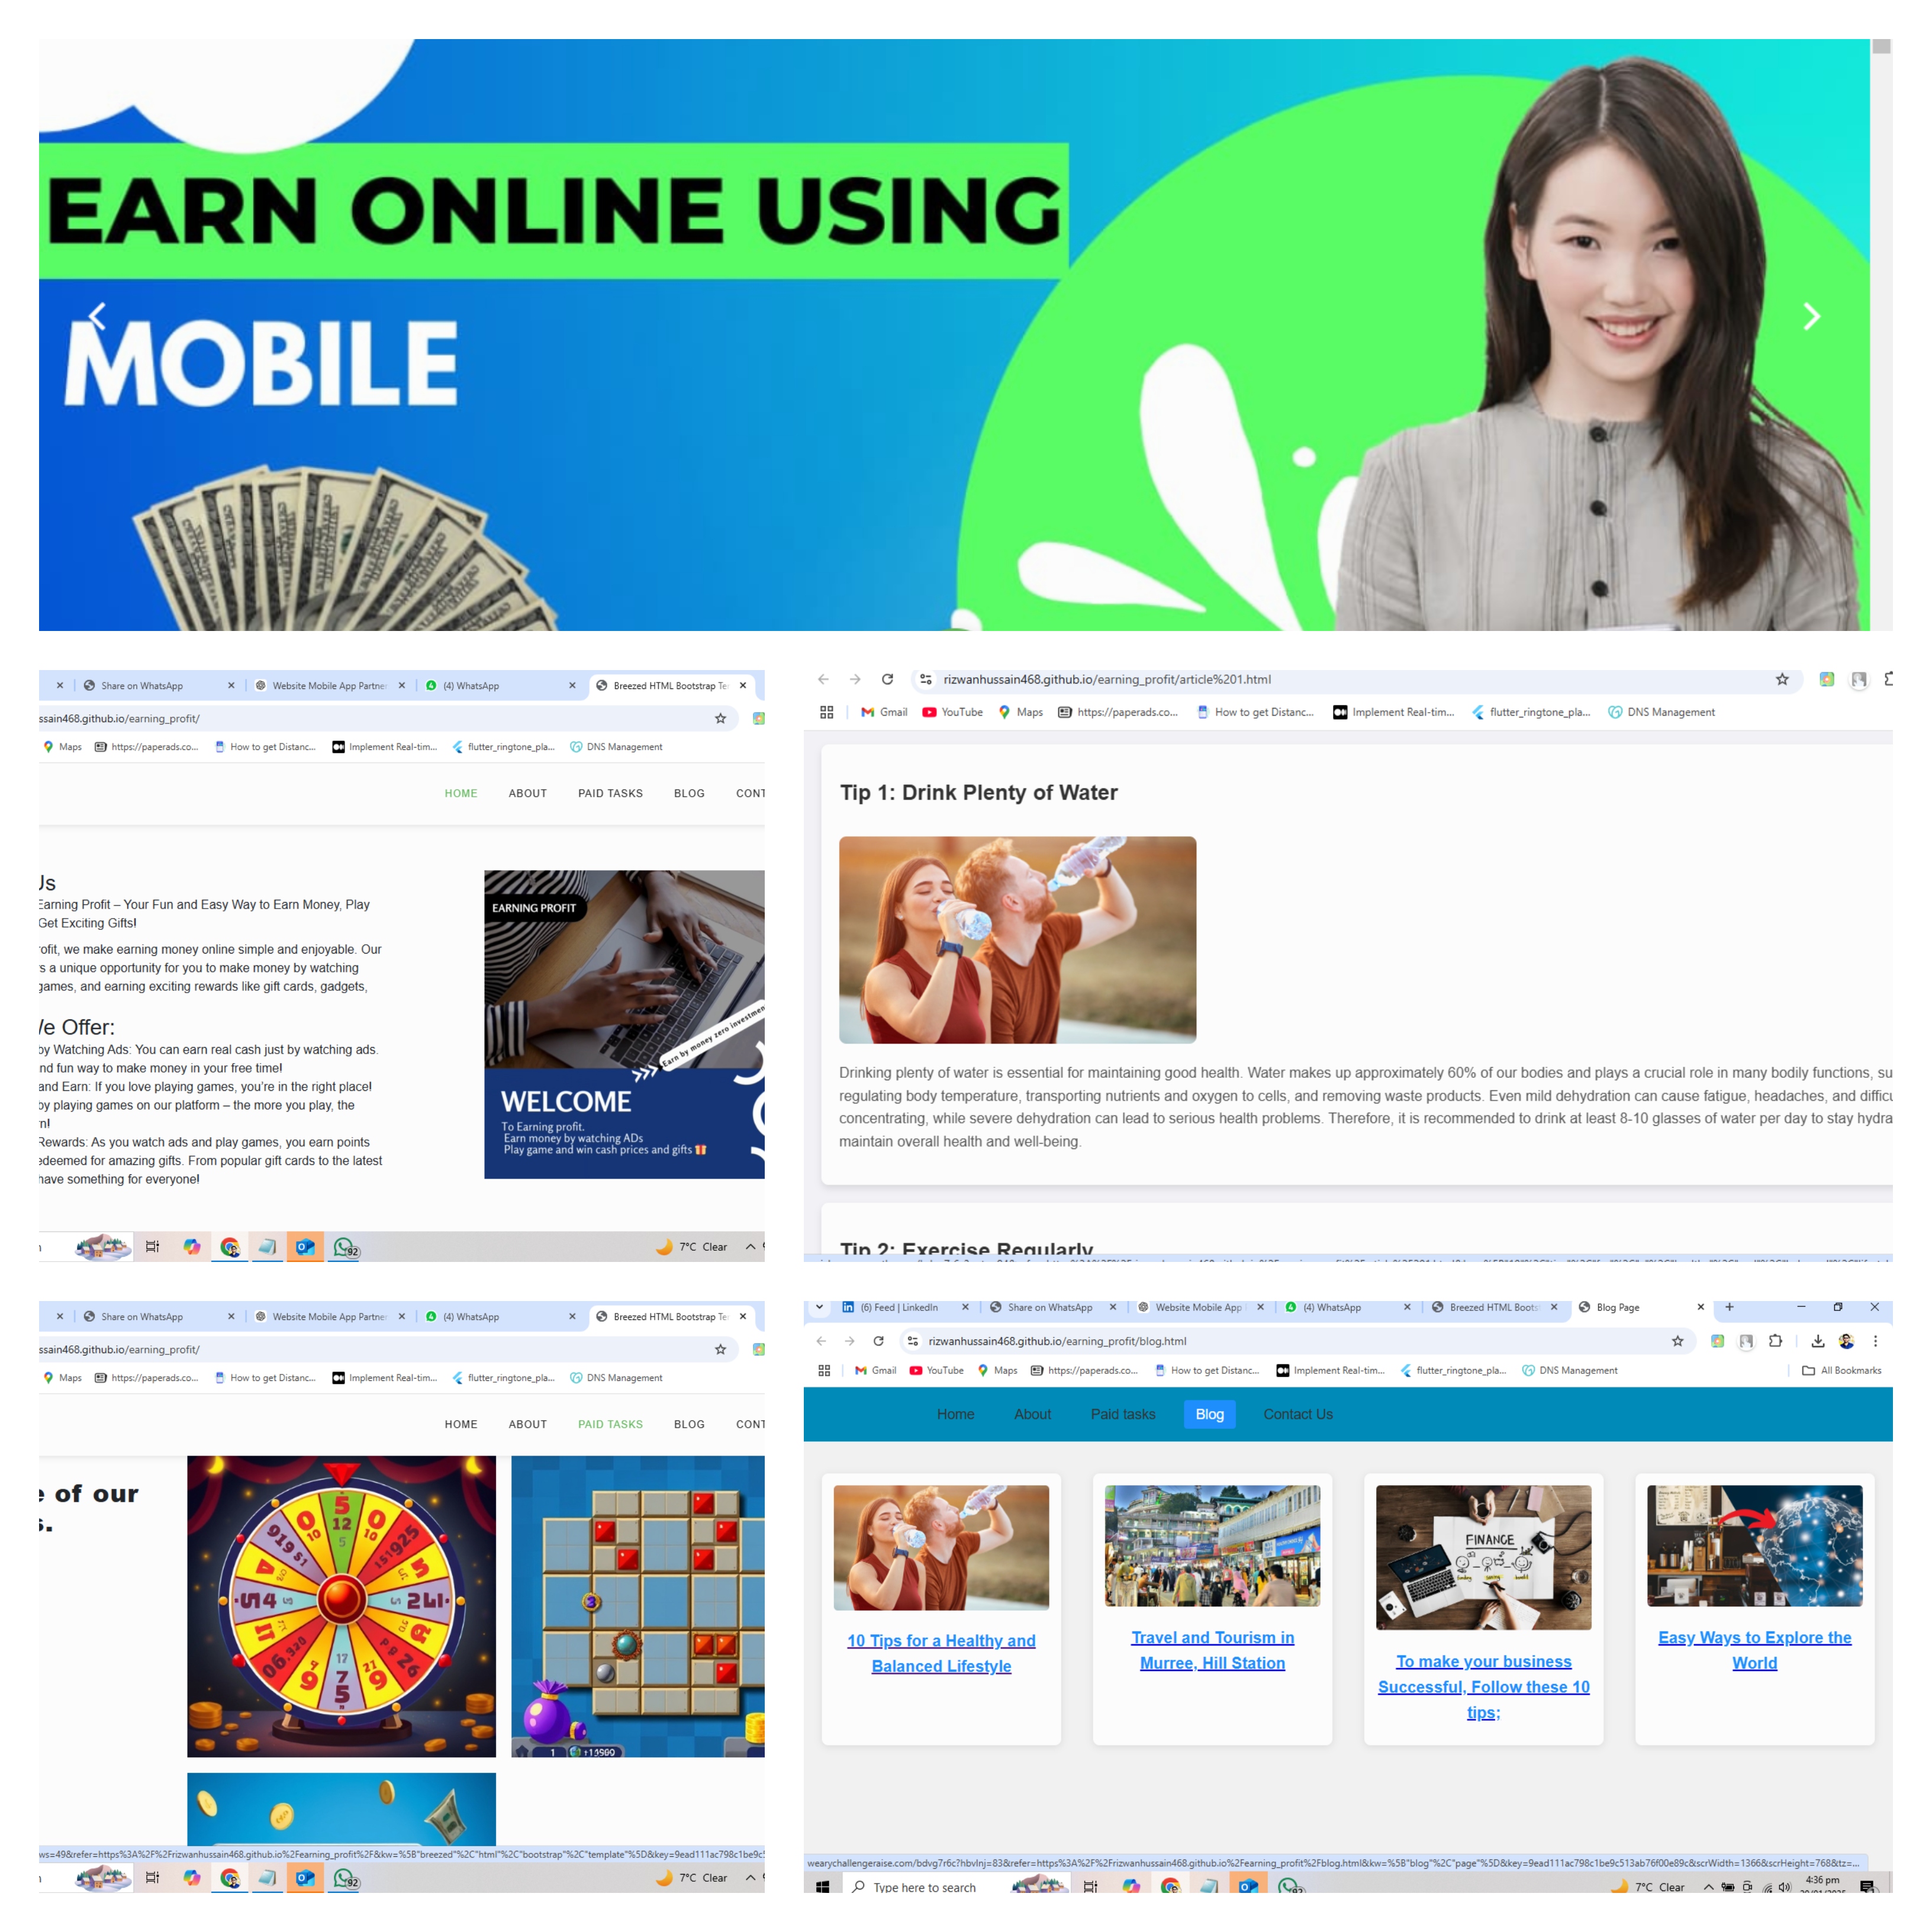 EARN ONLINE USING
MOBILE
Share on WhatsApp
Website Mobile App Partner
(4) WhatsApp
Breezed HTML Bootstrap Te
ssain468.github.io/earning_profit/
Maps https://paperads.co... How to get Distanc... Implement Real-tim... flutter_ringtone_pla... DNS Management
HOME ABOUT PAID TASKS BLOG CONT
Us
Earning Profit – Your Fun and Easy Way to Earn Money, Play
Get Exciting Gifts!
rofit, we make earning money online simple and enjoyable. Our
rs a unique opportunity for you to make money by watching
games, and earning exciting rewards like gift cards, gadgets,
Ve Offer:
by Watching Ads: You can earn real cash just by watching ads.
nd fun way to make money in your free time!
and Earn: If you love playing games, you're in the right place!
by playing games on our platform – the more you play, the
rn!
Rewards: As you watch ads and play games, you earn points
edeemed for amazing gifts. From popular gift cards to the latest
have something for everyone!
EARNING PROFIT
Earn by money zero investmen
WELCOME
To Earning profit.
Earn money by watching ADs
Play game and win cash prices and gifts
92
7°C Clear
rizwanhussain468.github.io/earning_profit/article%201.html
Gmail YouTube Maps https://paperads.co... How to get Distanc... Implement Real-tim... flutter_ringtone_pla... DNS Management
Tip 1: Drink Plenty of Water
Drinking plenty of water is essential for maintaining good health. Water makes up approximately 60% of our bodies and plays a crucial role in many bodily functions, su
regulating body temperature, transporting nutrients and oxygen to cells, and removing waste products. Even mild dehydration can cause fatigue, headaches, and difficu
concentrating, while severe dehydration can lead to serious health problems. Therefore, it is recommended to drink at least 8-10 glasses of water per day to stay hydra
maintain overall health and well-being.
Tip 2: Exercise Regularly
Share on WhatsApp
Website Mobile App Partner
(4) WhatsApp
Breezed HTML Bootstrap Te
ssain468.github.io/earning_profit/
Maps https://paperads.co... How to get Distanc... Implement Real-tim... flutter_ringtone_pla... DNS Management
HOME ABOUT PAID TASKS BLOG CONT
e of our
s.
ws=49&refer=https%3A%2F%2Frizwanhussain468.github.io%2Fearning_profit%2F&kw=%5B"breezed"%2C"html"%2C"bootstrap"%2C"template"%5D&key=9ead111ac798c1be9c5
92
7°C Clear
(6) Feed | LinkedIn
Share on WhatsApp
Website Mobile App
(4) WhatsApp
Breezed HTML Boots
Blog Page
rizwanhussain468.github.io/earning_profit/blog.html
Gmail YouTube Maps https://paperads.co... How to get Distanc... Implement Real-tim... flutter_ringtone_pla... DNS Management All Bookmarks
Home About Paid tasks Blog Contact Us
FINANCE
10 Tips for a Healthy and
Balanced Lifestyle
Travel and Tourism in
Murree, Hill Station
To make your business
Successful, Follow these 10
tips;
Easy Ways to Explore the
World
wearychallengeraise.com/bdvg7r6c?hbvlnj=83&refer=https%3A%2F%2Frizwanhussain468.github.io%2Fearning_profit%2Fblog.html&kw=%5B"blog"%2C"page"%5D&key=9ead111ac798c1be9c513ab76f00e89c&scrWidth=1366&scrHeight=768&tz=...
Type here to search
7°C Clear
4:36 pm